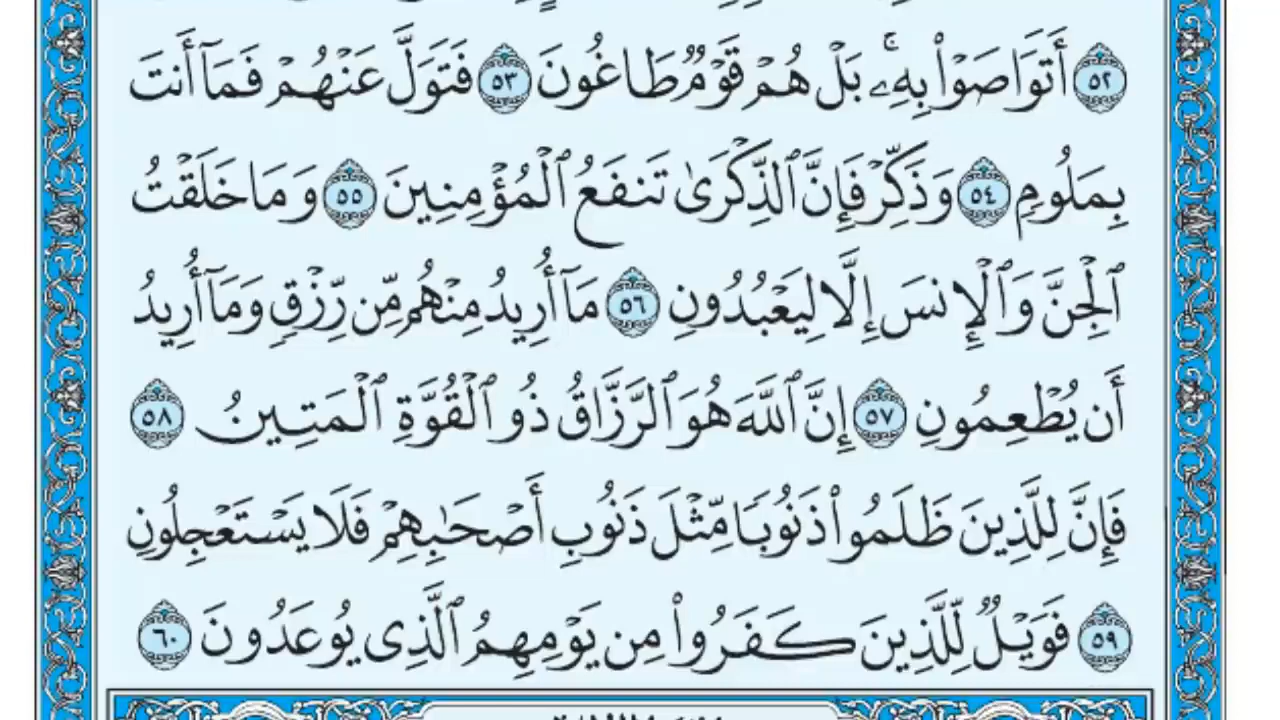 ٥٢ أَتَوَاصَوْا۟ بِهِۦۚ بَلْ هُمْ قَوْمٌ طَاغُونَ ٥٣ فَتَوَلَّ عَنْهُمْ فَمَآ أَنتَ
بِمَلُومٍ ٥٤ وَذَكِّرْ فَإِنَّ ٱلذِّكْرَىٰ تَنفَعُ ٱلْمُؤْمِنِينَ ٥٥ وَمَا خَلَقْتُ
ٱلْجِنَّ وَٱلْإِنسَ إِلَّا لِيَعْبُدُونِ ٥٦ مَآ أُرِيدُ مِنْهُم مِّن رِّزْقٍ وَمَآ أُرِيدُ
أَن يُطْعِمُونِ ٥٧ إِنَّ ٱللَّهَ هُوَ ٱلرَّزَّاقُ ذُو ٱلْقُوَّةِ ٱلْمَتِينُ ٥٨
فَإِنَّ لِلَّذِينَ ظَلَمُوا۟ ذَنُوبًا مِّثْلَ ذَنُوبِ أَصْحَـٰبِهِمْ فَلَا يَسْتَعْجِلُونِ
٥٩ فَوَيْلٌ لِّلَّذِينَ كَفَرُوا۟ مِن يَوْمِهِمُ ٱلَّذِى يُوعَدُونَ ٦٠